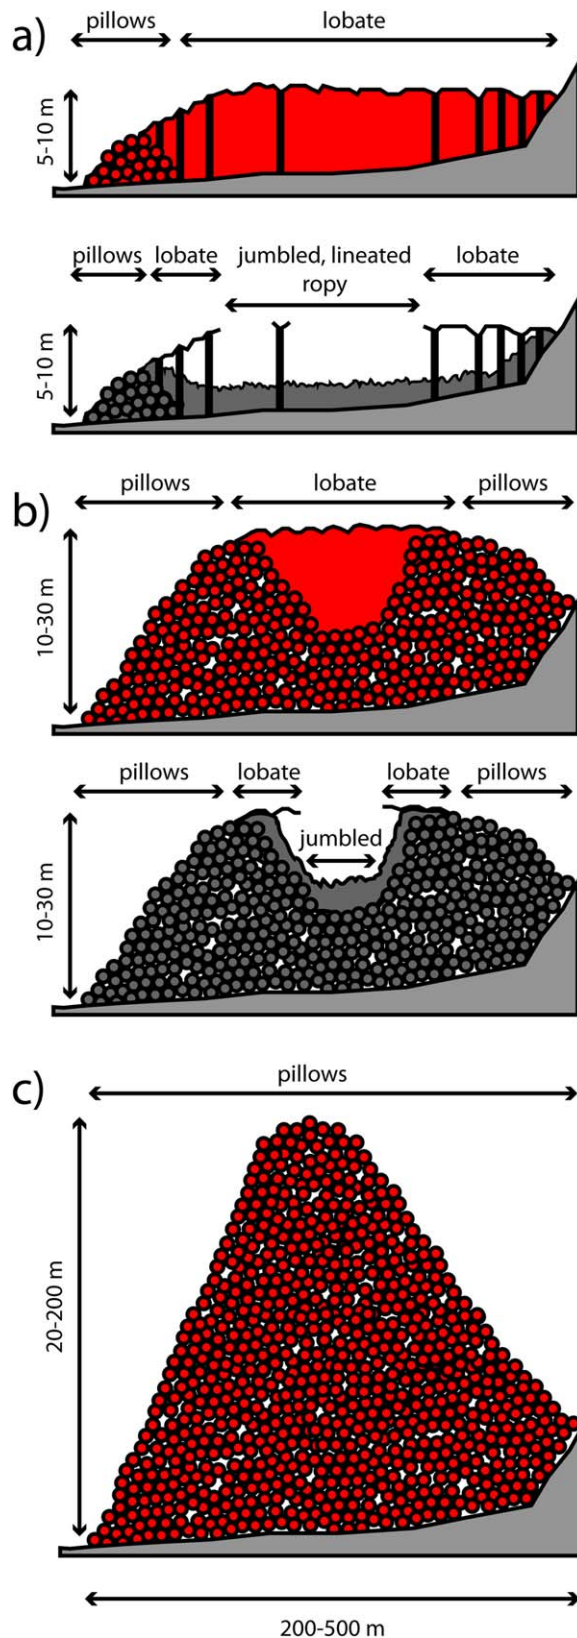 a)
pillows
lobate
5-10 m
pillows
lobate
jumbled, lineated
ropy
lobate
5-10 m
b)
pillows
lobate
pillows
10-30 m
pillows
lobate
lobate
pillows
jumbled
10-30 m
c)
pillows
20-200 m
200-500 m